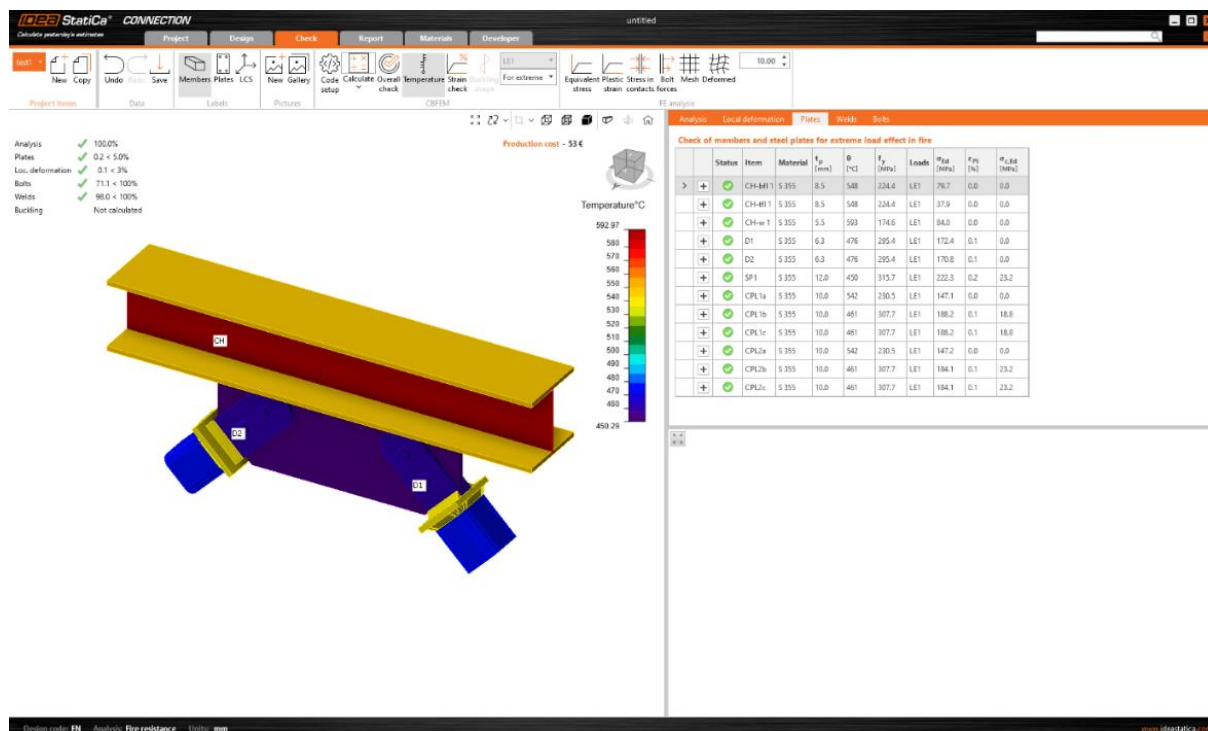 IDEA StatiCa® CONNECTION
untitled
Calculate yesterday's estimates
Project Design Check Report Materials Developer
test1
New Copy Undo Redo Save Members Plates LCS New Gallery Code setup Calculate Overall check Temperature Strain check LE1 For extreme Equivalent stress Plastic strain Stress in contacts Bolt forces Mesh Deformed 10.00
Project items Data Labels Pictures CBFEM FE analysis
Analysis 100.0%
Plates 0.2 < 5.0%
Loc. deformation 0.1 < 3%
Bolts 71.1 < 100%
Welds 98.0 < 100%
Buckling Not calculated
Production cost - 53 €
Temperature°C
592.97
580
570
560
550
540
530
520
510
500
490
480
470
460
450.29
CH
D2
D1
Analysis Local deformation Plates Welds Bolts
Check of members and steel plates for extreme load effect in fire
Status Item Material tp [mm] θ [°C] fy [MPa] Loads σEd [MPa] εPl [%] σc,Ed [MPa]
CH-bfl 1 S 355 8.5 548 224.4 LE1 79.7 0.0 0.0
CH-tfl 1 S 355 8.5 548 224.4 LE1 37.9 0.0 0.0
CH-w 1 S 355 5.5 593 174.6 LE1 84.0 0.0 0.0
D1 S 355 6.3 476 295.4 LE1 172.4 0.1 0.0
D2 S 355 6.3 476 295.4 LE1 170.8 0.1 0.0
SP1 S 355 12.0 450 315.7 LE1 222.3 0.2 23.2
CPL1a S 355 10.0 542 230.5 LE1 147.1 0.0 0.0
CPL1b S 355 10.0 461 307.7 LE1 188.2 0.1 18.8
CPL1c S 355 10.0 461 307.7 LE1 188.2 0.1 18.8
CPL2a S 355 10.0 542 230.5 LE1 147.2 0.0 0.0
CPL2b S 355 10.0 461 307.7 LE1 184.1 0.1 23.2
CPL2c S 355 10.0 461 307.7 LE1 184.1 0.1 23.2
Design code: EN Analysis: Fire resistance Units: mm
www.ideastatica.com